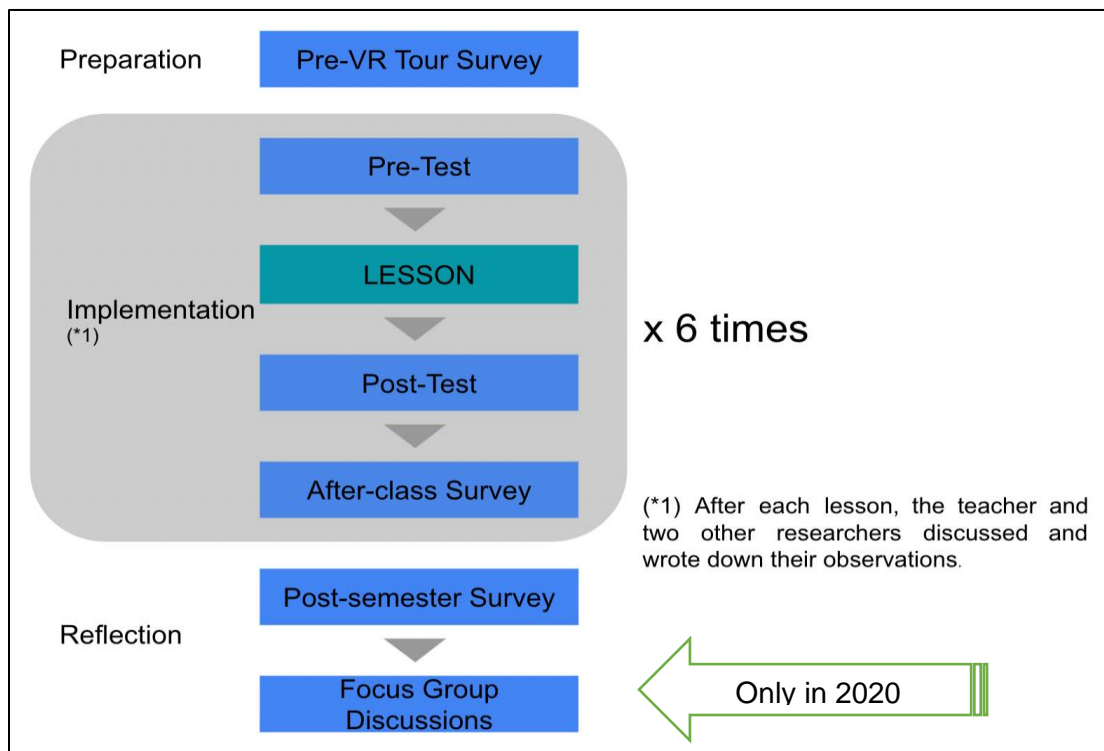 Preparation
Pre-VR Tour Survey
Pre-Test
LESSON
Implementation
(*1)
x 6 times
Post-Test
After-class Survey
(*1) After each lesson, the teacher and
two other researchers discussed and
wrote down their observations.
Post-semester Survey
Reflection
Focus Group
Discussions
Only in 2020